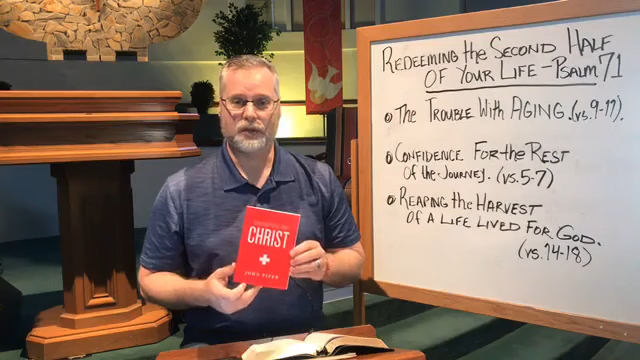 REDEEMING the SECOND HALF
OF YOUR LIFE - PSALM 71
THE TROUBLE WITH AGING. (vs. 9-17).
CONFIDENCE FOR the REST
OF the JOURNEY. (vs. 5-7)
REAPING the HARVEST
OF A LIFE LIVED FOR GOD.
(vs. 14-18)
CHRIST
JOHN PIPER